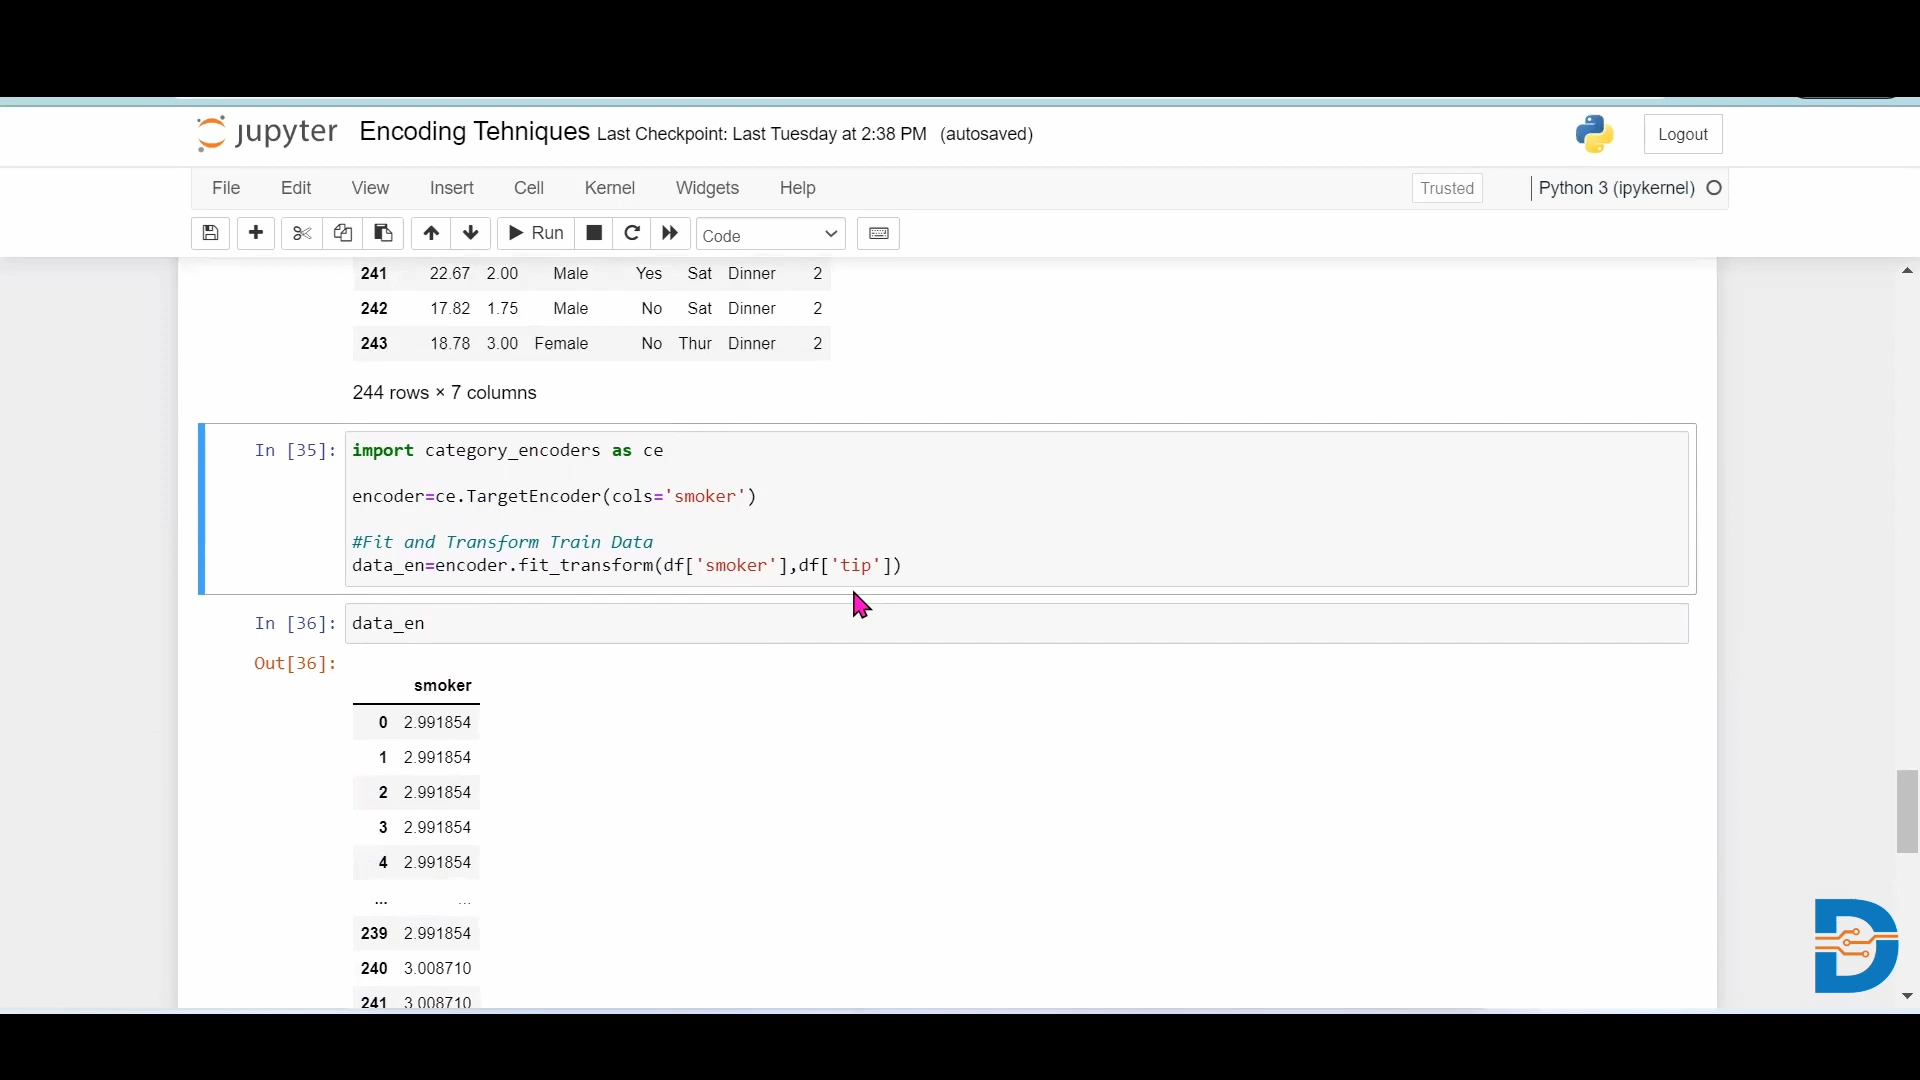 jupyter Encoding Tehniques Last Checkpoint: Last Tuesday at 2:38 PM (autosaved) Logout
File Edit View Insert Cell Kernel Widgets Help Trusted Python 3 (ipykernel)
Run Code
241 22.67 2.00 Male Yes Sat Dinner 2
242 17.82 1.75 Male No Sat Dinner 2
243 18.78 3.00 Female No Thur Dinner 2
244 rows × 7 columns
In [35]: import category_encoders as ce
encoder=ce.TargetEncoder(cols='smoker')
#Fit and Transform Train Data
data_en=encoder.fit_transform(df['smoker'],df['tip'])
In [36]: data_en
Out[36]:
smoker
0 2.991854
1 2.991854
2 2.991854
3 2.991854
4 2.991854
... ...
239 2.991854
240 3.008710
241 3.008710